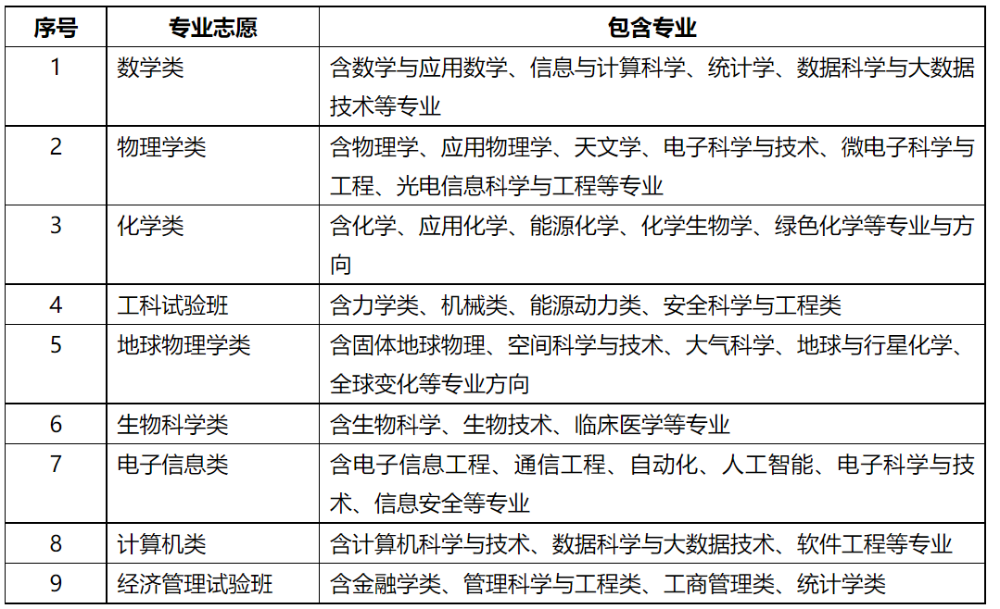 序号 专业志愿 包含专业
1 数学类 含数学与应用数学、信息与计算科学、统计学、数据科学与大数据
技术等专业
2 物理学类 含物理学、应用物理学、天文学、电子科学与技术、微电子科学与
工程、光电信息科学与工程等专业
3 化学类 含化学、应用化学、能源化学、化学生物学、绿色化学等专业与方
向
4 工科试验班 含力学类、机械类、能源动力类、安全科学与工程类
5 地球物理学类 含固体地球物理、空间科学与技术、大气科学、地球与行星化学、
全球变化等专业方向
6 生物科学类 含生物科学、生物技术、临床医学等专业
7 电子信息类 含电子信息工程、通信工程、自动化、人工智能、电子科学与技
术、信息安全等专业
8 计算机类 含计算机科学与技术、数据科学与大数据技术、软件工程等专业
9 经济管理试验班 含金融学类、管理科学与工程类、工商管理类、统计学类